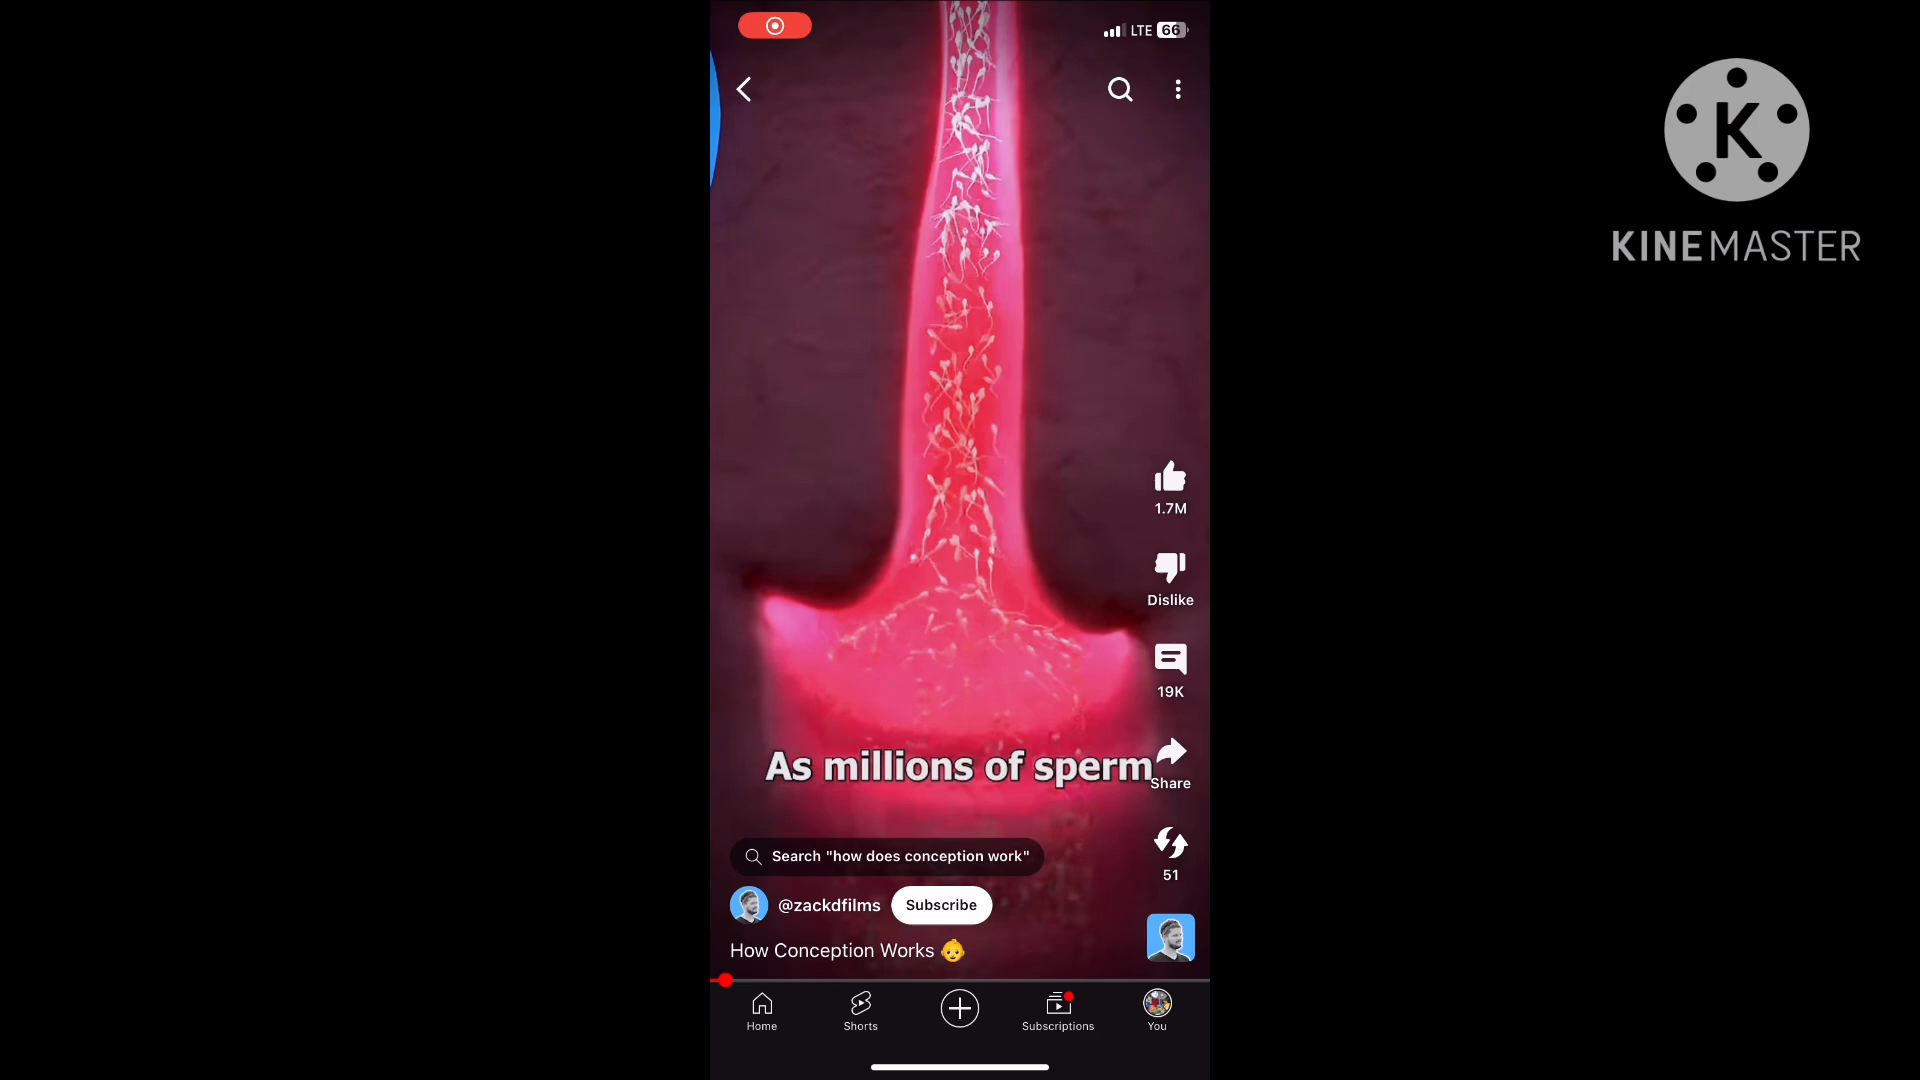 LTE 66
K
KINEMASTER
1.7M
Dislike
19K
As millions of sperm
Share
Search "how does conception work"
51
@zackdfilms Subscribe
How Conception Works
Home Shorts Subscriptions You